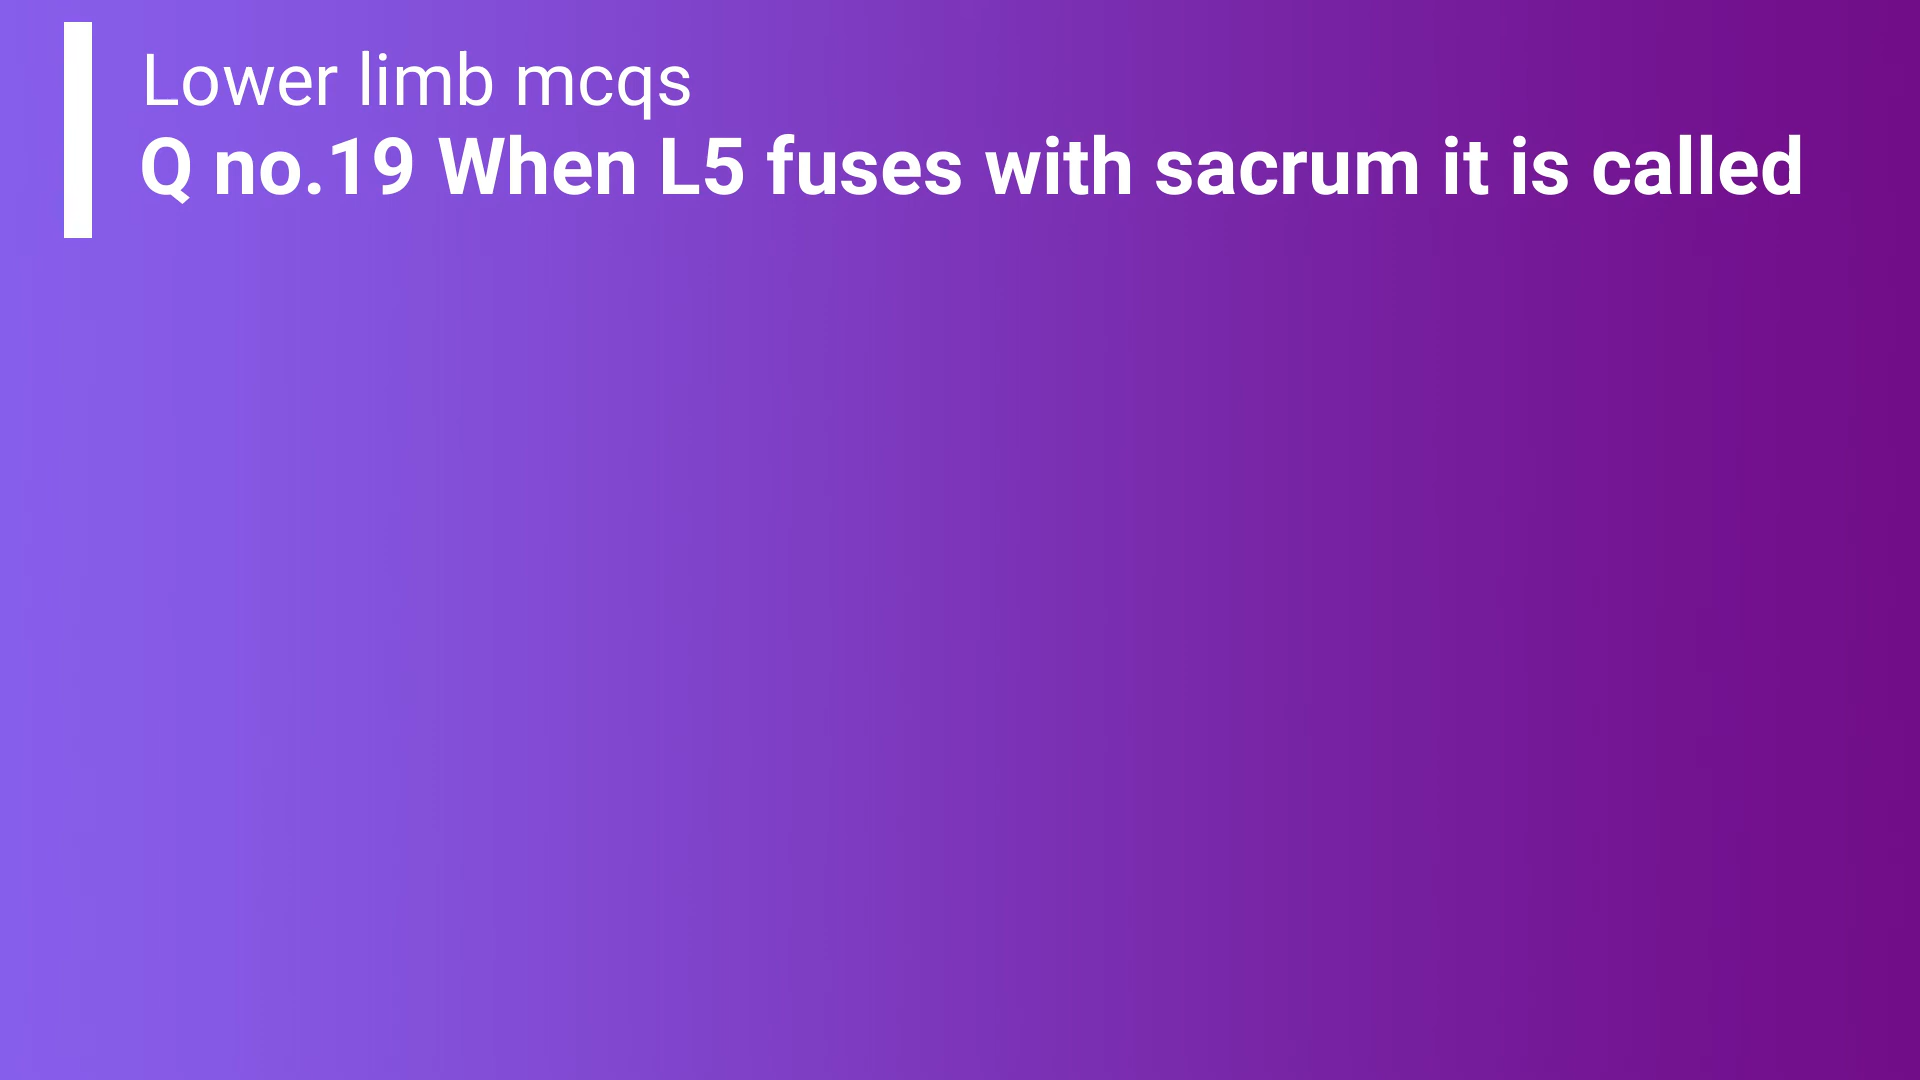 Lower limb mcqs
Q no.19 When L5 fuses with sacrum it is called